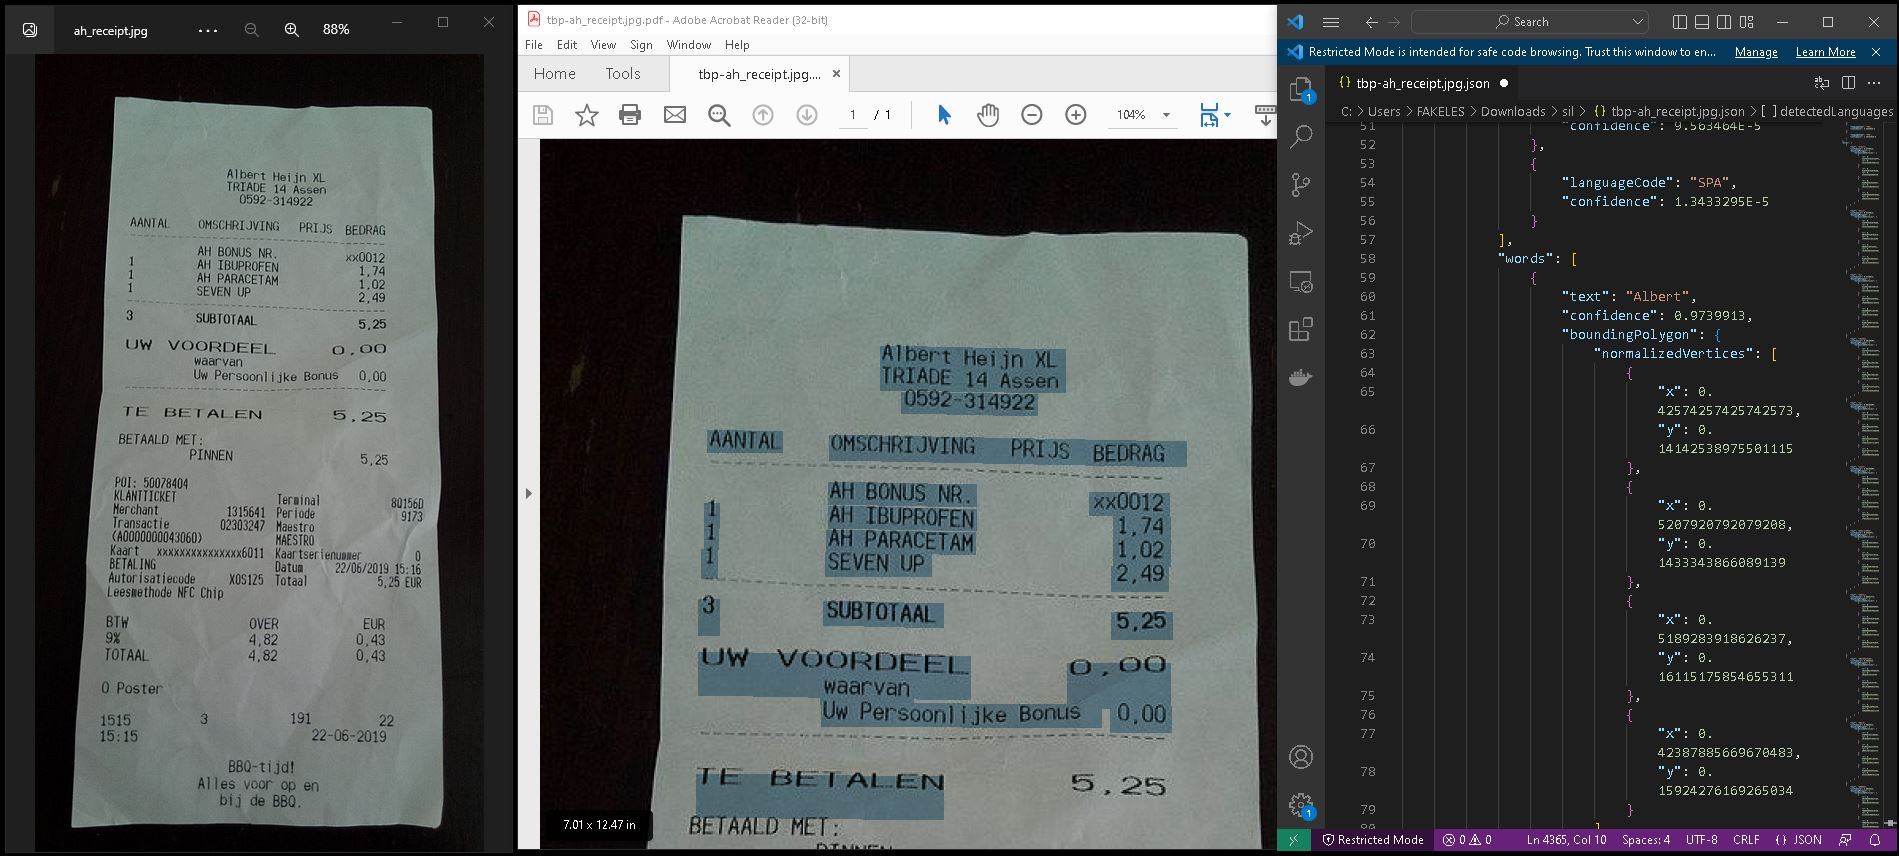 ah_receipt.jpg
88%
Albert Heijn XL
TRIADE 14 Assen
0592-314922
AANTAL OMSCHRIJVING PRIJS BEDRAG
AH BONUS NR. xx0012
1 AH IBUPROFEN 1,74
1 AH PARACETAM 1,02
1 SEVEN UP 2,49
3 SUBTOTAAL 5,25
UW VOORDEEL 0,00
waarvan
Uw Persoonlijke Bonus 0,00
TE BETALEN 5,25
BETAALD MET:
PINNEN 5,25
POI: 50078404
KLANTTICKET Terminal 8Q156D
Merchant 1315641 Periode 9173
Transactie 02303247 Maestro
(A0000000043060) MAESTRO
Kaart xxxxxxxxxxxxxxx6011 Kaartserienummer 0
BETALING Datum 22/06/2019 15:16
Autorisatiecode XOS1Z5 Totaal 5,25 EUR
Leesmethode NFC Chip
BTW OVER EUR
9% 4,82 0,43
TOTAAL 4,82 0,43
0 Poster
1515 3 191 22
15:15 22-06-2019
BBQ-tijd!
Alles voor op en
bij de BBQ.
tbp-ah_receipt.jpg.pdf - Adobe Acrobat Reader (32-bit)
File Edit View Sign Window Help
Home Tools tbp-ah_receipt.jpg....
1 / 1 104%
Albert Heijn XL
TRIADE 14 Assen
0592-314922
AANTAL OMSCHRIJVING PRIJS BEDRAG
AH BONUS NR. xx0012
1 AH IBUPROFEN 1,74
1 AH PARACETAM 1,02
1 SEVEN UP 2,49
3 SUBTOTAAL 5,25
UW VOORDEEL 0,00
waarvan
Uw Persoonlijke Bonus 0,00
TE BETALEN 5,25
BETAALD MET:
7.01 x 12.47 in
Search
Restricted Mode is intended for safe code browsing. Trust this window to en... Manage Learn More
{} tbp-ah_receipt.jpg.json
C: > Users > FAKELES > Downloads > sil > {} tbp-ah_receipt.jpg.json > [ ] detectedLanguages
51 "confidence": 9.563464E-5
52 },
53 {
54 "languageCode": "SPA",
55 "confidence": 1.3433295E-5
56 }
57 ],
58 "words": [
59 {
60 "text": "Albert",
61 "confidence": 0.9739913,
62 "boundingPolygon": {
63 "normalizedVertices": [
64 {
65 "x": 0.
42574257425742573,
66 "y": 0.
14142538975501115
67 },
68 {
69 "x": 0.
5207920792079208,
70 "y": 0.
1433343866089139
71 },
72 {
73 "x": 0.
5189283918626237,
74 "y": 0.
16115175854655311
75 },
76 {
77 "x": 0.
42387885669670483,
78 "y": 0.
15924276169265034
79 }
1
1
Restricted Mode 0 0 Ln 4365, Col 10 Spaces: 4 UTF-8 CRLF {} JSON